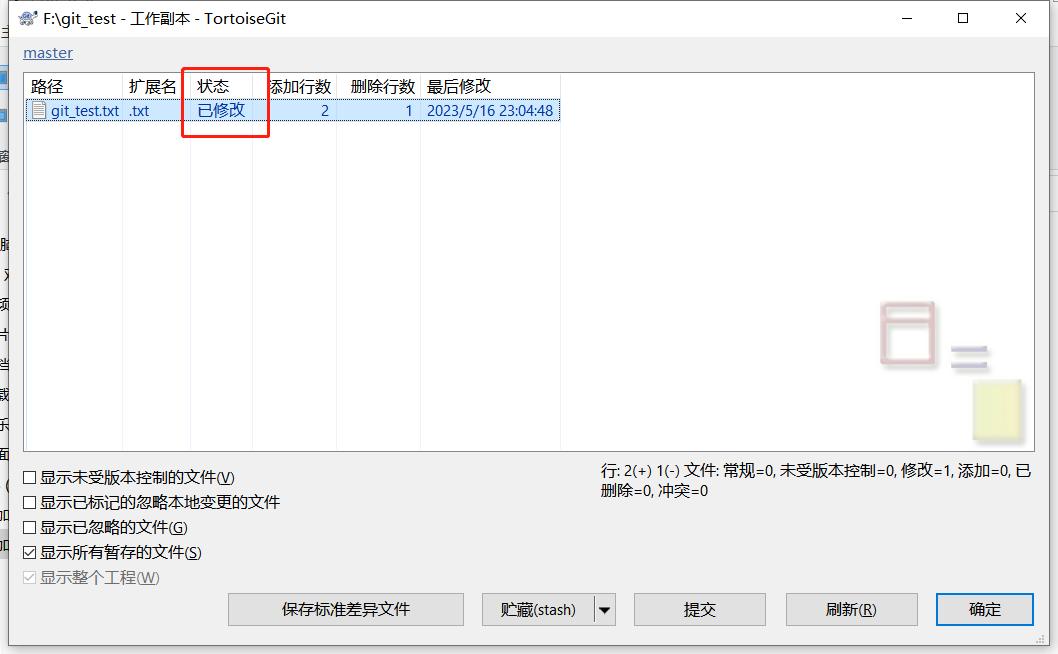 F:\git_test - 工作副本 - TortoiseGit
master
路径 扩展名 状态 添加行数 删除行数 最后修改
git_test.txt .txt 已修改 2 1 2023/5/16 23:04:48
显示未受版本控制的文件(V)
显示已标记的忽略本地变更的文件
显示已忽略的文件(G)
显示所有暂存的文件(S)
显示整个工程(W)
行: 2(+) 1(-) 文件: 常规=0, 未受版本控制=0, 修改=1, 添加=0, 已
删除=0, 冲突=0
保存标准差异文件 贮藏(stash) 提交 刷新(R) 确定